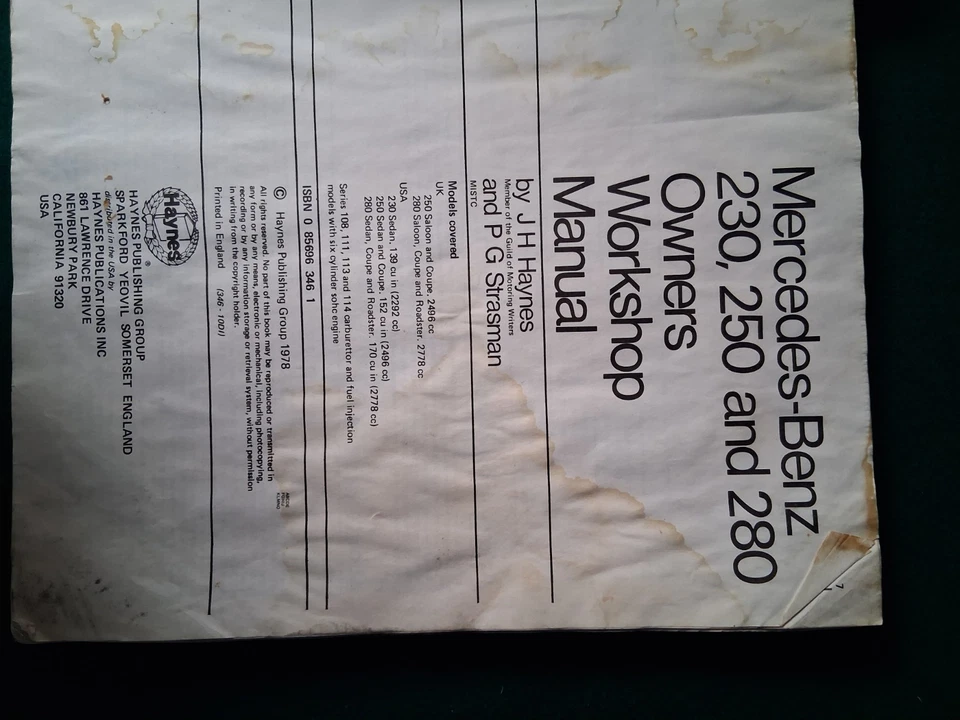 Mercedes-Benz
230, 250 and 280
Owners
Workshop
Manual
by J H Haynes
Member of the Guild of Motoring Writers
and P G Strasman
MISTC
Models covered
UK
250 Saloon and Coupe, 2496 cc
280 Saloon, Coupe and Roadster, 2778 cc
USA
230 Sedan, 139 cu in (2292 cc)
250 Sedan and Coupe, 152 cu in (2496 cc)
280 Sedan, Coupe and Roadster, 170 cu in (2778 cc)
Series 108, 111, 113 and 114 carburettor and fuel injection
models with six cylinder sohc engine
ISBN 0 85696 346 1
© Haynes Publishing Group 1978
All rights reserved. No part of this book may be reproduced or transmitted in
any form or by any means, electronic or mechanical, including photocopying,
recording or by any information storage or retrieval system, without permission
in writing from the copyright holder.
Printed in England (346 - 10D1)
Haynes ®
HAYNES PUBLISHING GROUP
SPARKFORD YEOVIL SOMERSET ENGLAND
distributed in the USA by
HAYNES PUBLICATIONS INC
861 LAWRENCE DRIVE
NEWBURY PARK
CALIFORNIA 91320
USA